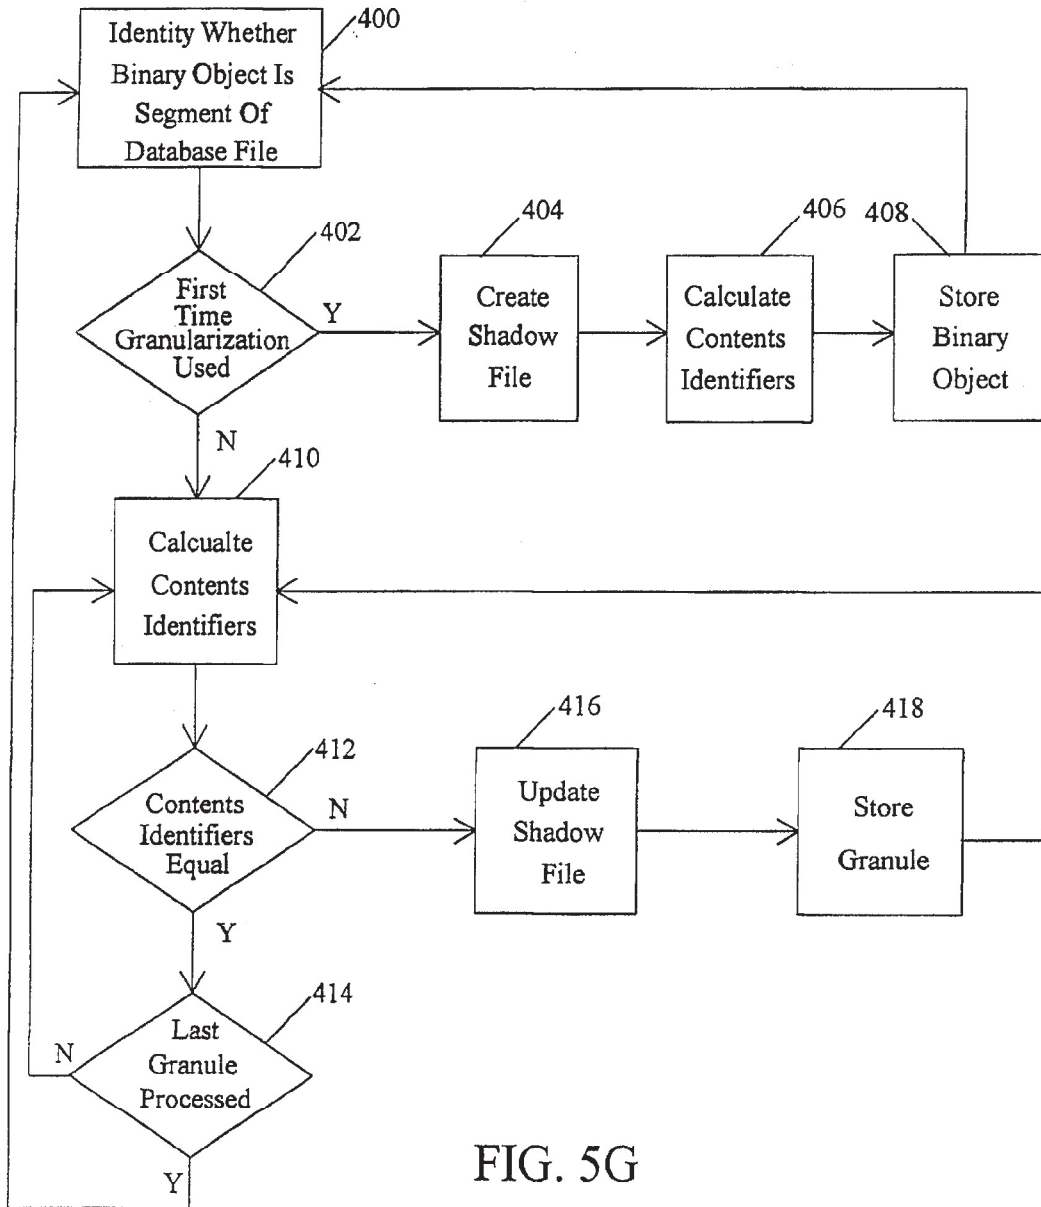 400
Identity Whether
Binary Object Is
Segment Of
Database File
402
First
Time
Granularization
Used
Y
N
404
Create
Shadow
File
406
Calculate
Contents
Identifiers
408
Store
Binary
Object
410
Calcualte
Contents
Identifiers
412
Contents
Identifiers
Equal
N
Y
416
Update
Shadow
File
418
Store
Granule
414
Last
Granule
Processed
N
Y
FIG. 5G